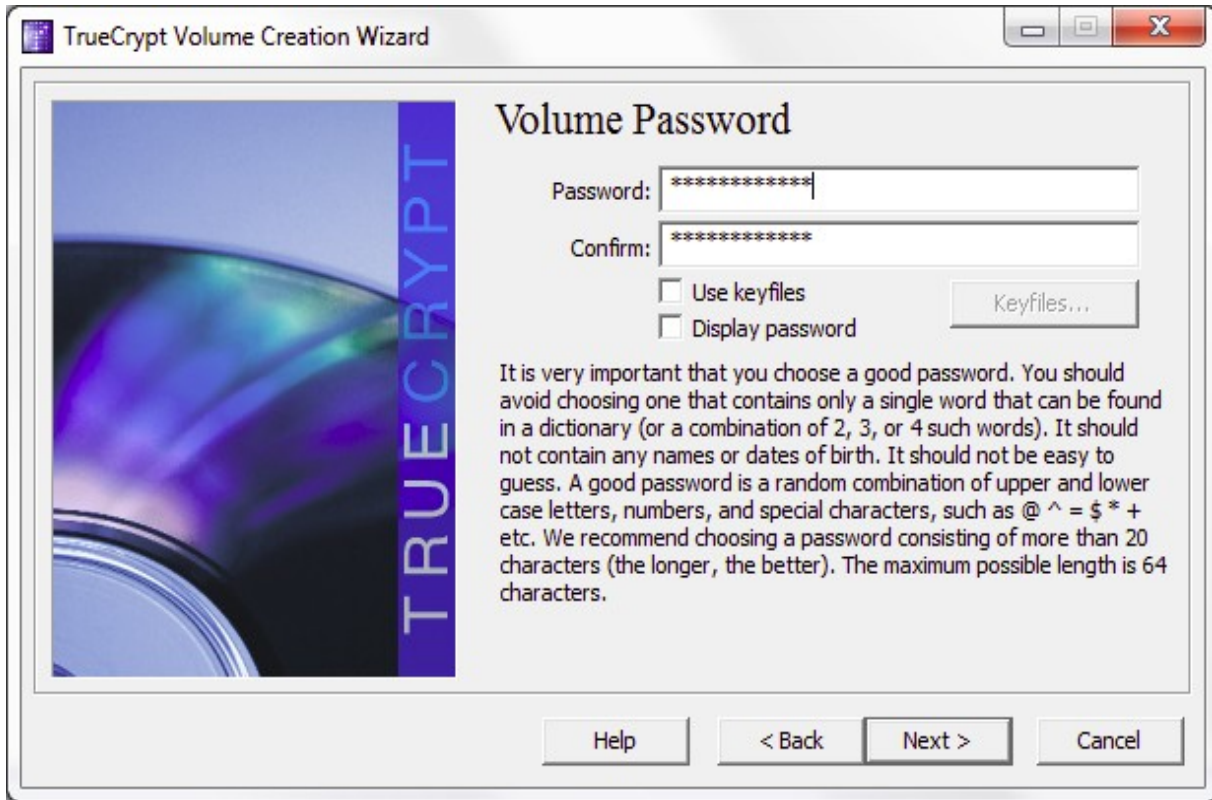 TrueCrypt Volume Creation Wizard
TRUECRYPT
Volume Password
Password: ************
Confirm: ************
Use keyfiles
Keyfiles...
Display password
It is very important that you choose a good password. You should
avoid choosing one that contains only a single word that can be found
in a dictionary (or a combination of 2, 3, or 4 such words). It should
not contain any names or dates of birth. It should not be easy to
guess. A good password is a random combination of upper and lower
case letters, numbers, and special characters, such as @ ^ = $ * +
etc. We recommend choosing a password consisting of more than 20
characters (the longer, the better). The maximum possible length is 64
characters.
Help
< Back
Next >
Cancel